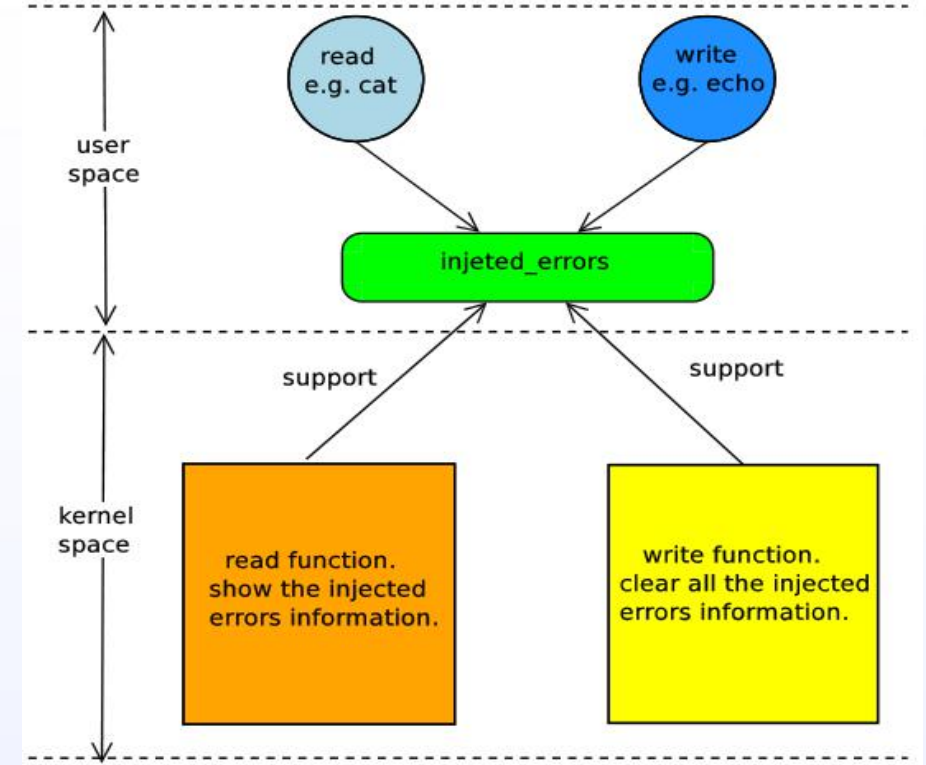 read
e.g. cat
write
e.g. echo
user
space
injeted_errors
support
support
kernel
space
read function.
show the injected
errors information.
write function.
clear all the injected
errors information.